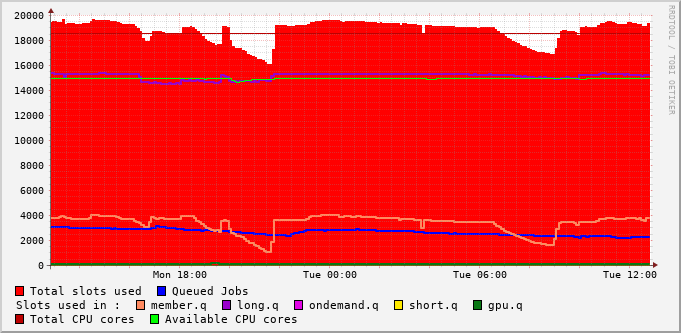 20000
18000
16000
14000
12000
10000
8000
6000
4000
2000
0
Mon 18:00 Tue 00:00 Tue 06:00 Tue 12:00
Total slots used Queued Jobs
Slots used in : member.q long.q ondemand.q short.q gpu.q
Total CPU cores Available CPU cores
RRDTOOL / TOBI OETIKER